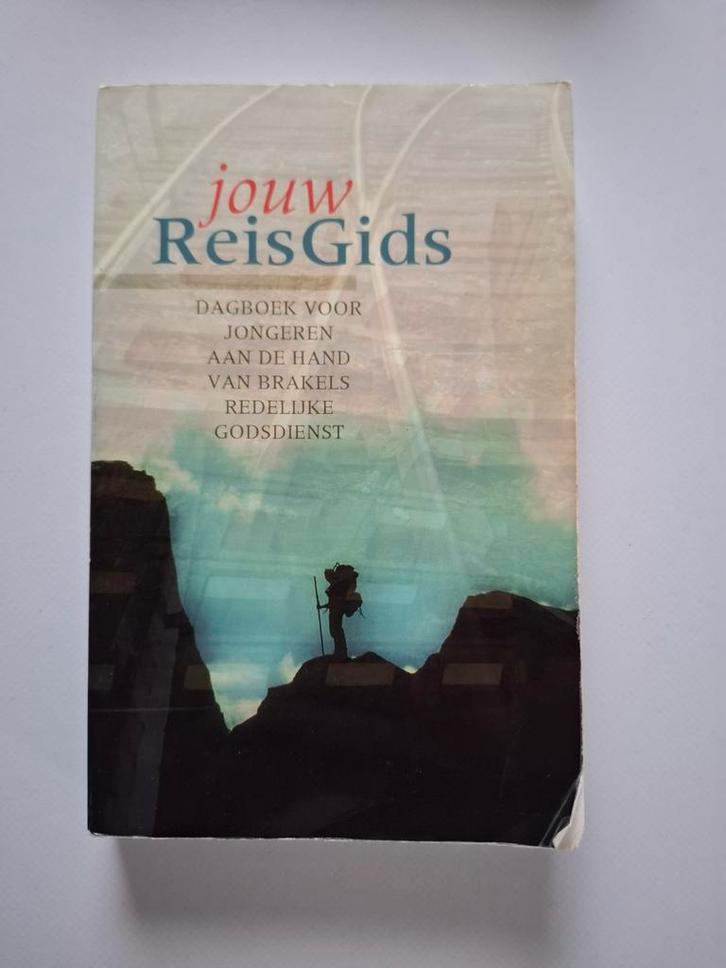 jouw
ReisGids
DAGBOEK VOOR
JONGEREN
AAN DE HAND
VAN BRAKELS
REDELIJKE
GODSDIENST